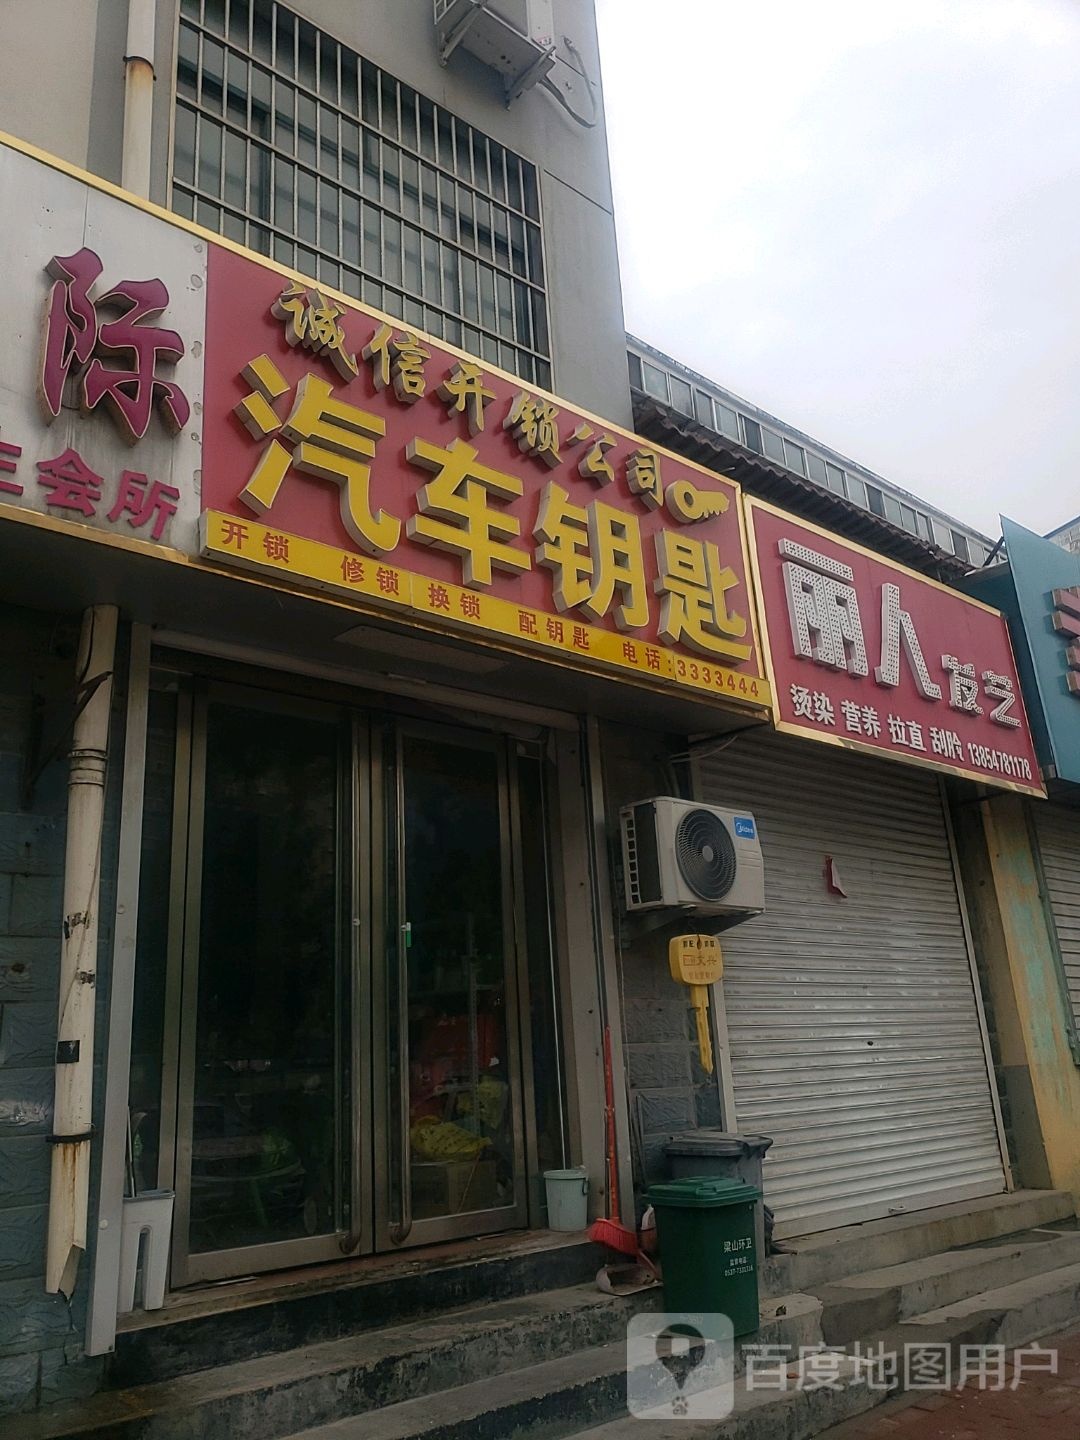 际
会所
诚信开锁公司
汽车钥匙
开锁 修锁 换锁 配钥匙 电话:3333444
丽人技艺
烫染 营养 拉直 刮脸 13854781178
Midea
梁山环卫
百度地图用户